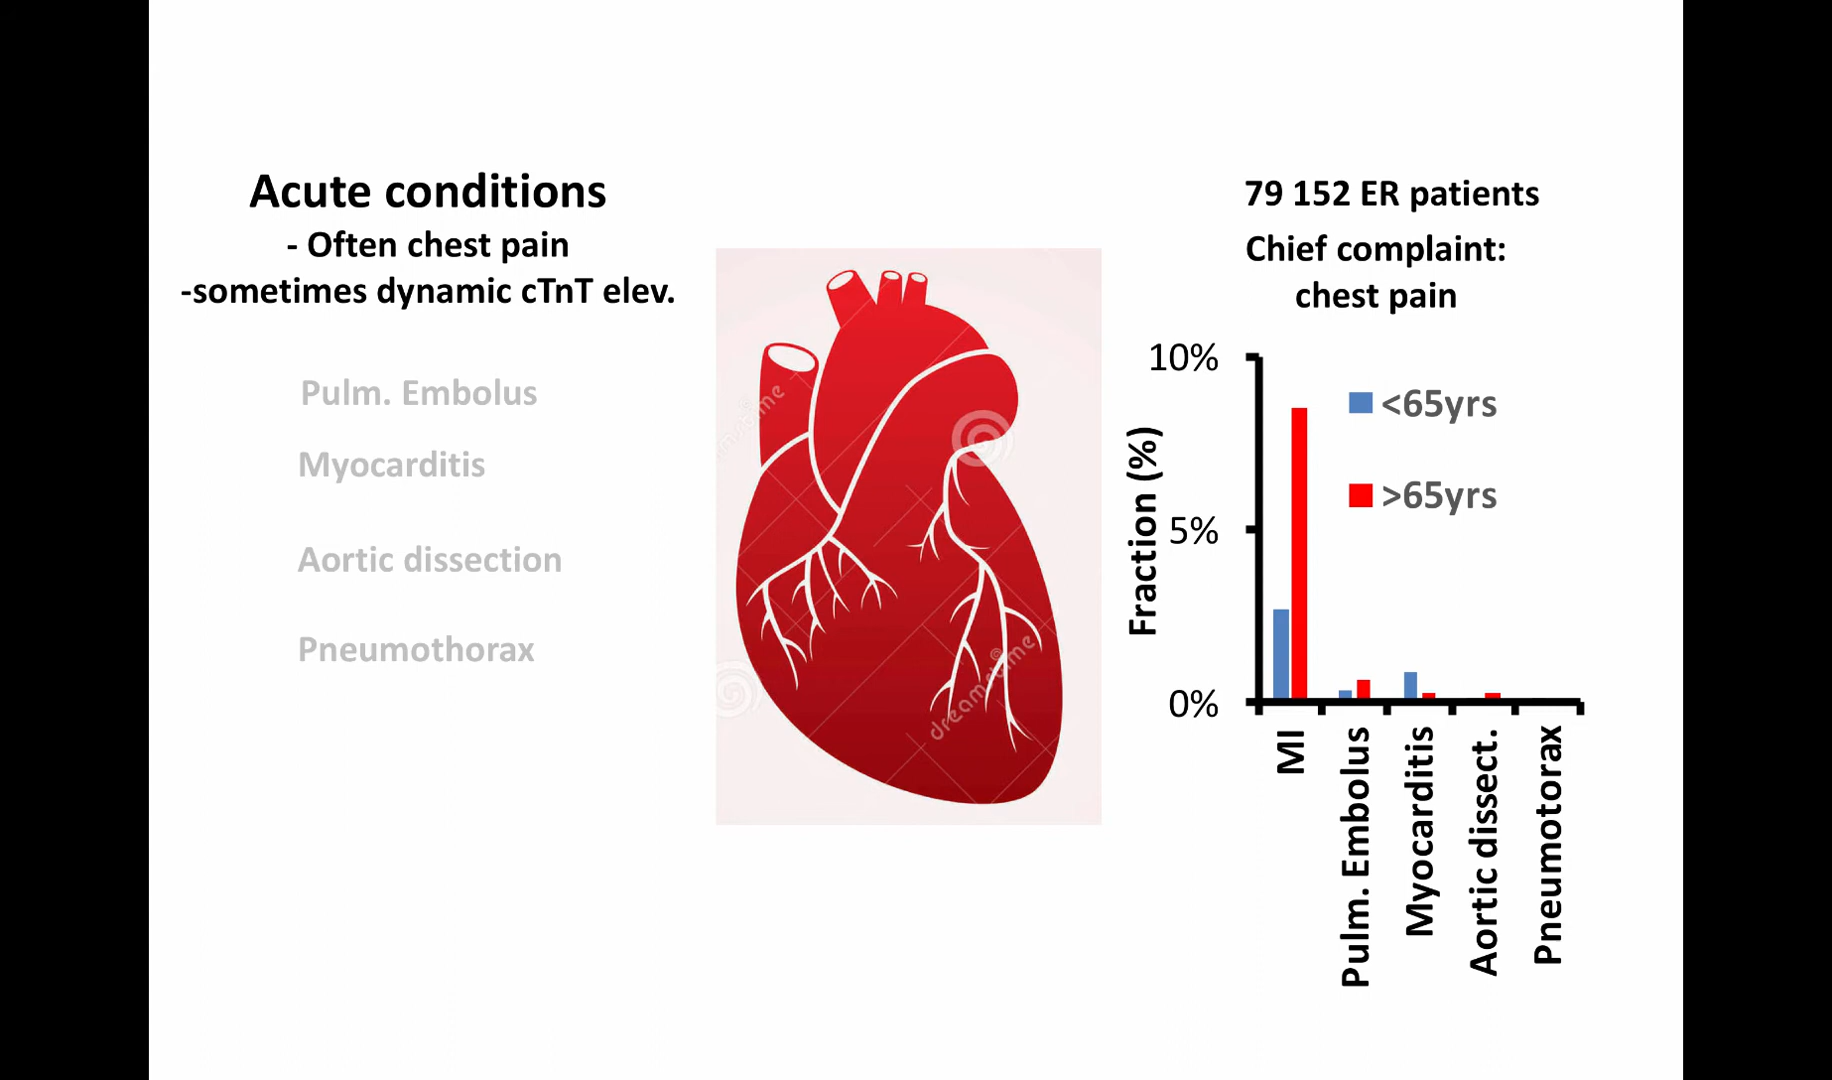 Acute conditions
- Often chest pain
-sometimes dynamic cTnT elev.
Pulm. Embolus
Myocarditis
Aortic dissection
Pneumothorax
dreamstime
79 152 ER patients
Chief complaint:
chest pain
10%
5%
0%
Fraction (%)
<65yrs
>65yrs
MI
Pulm. Embolus
Myocarditis
Aortic dissect.
Pneumotorax